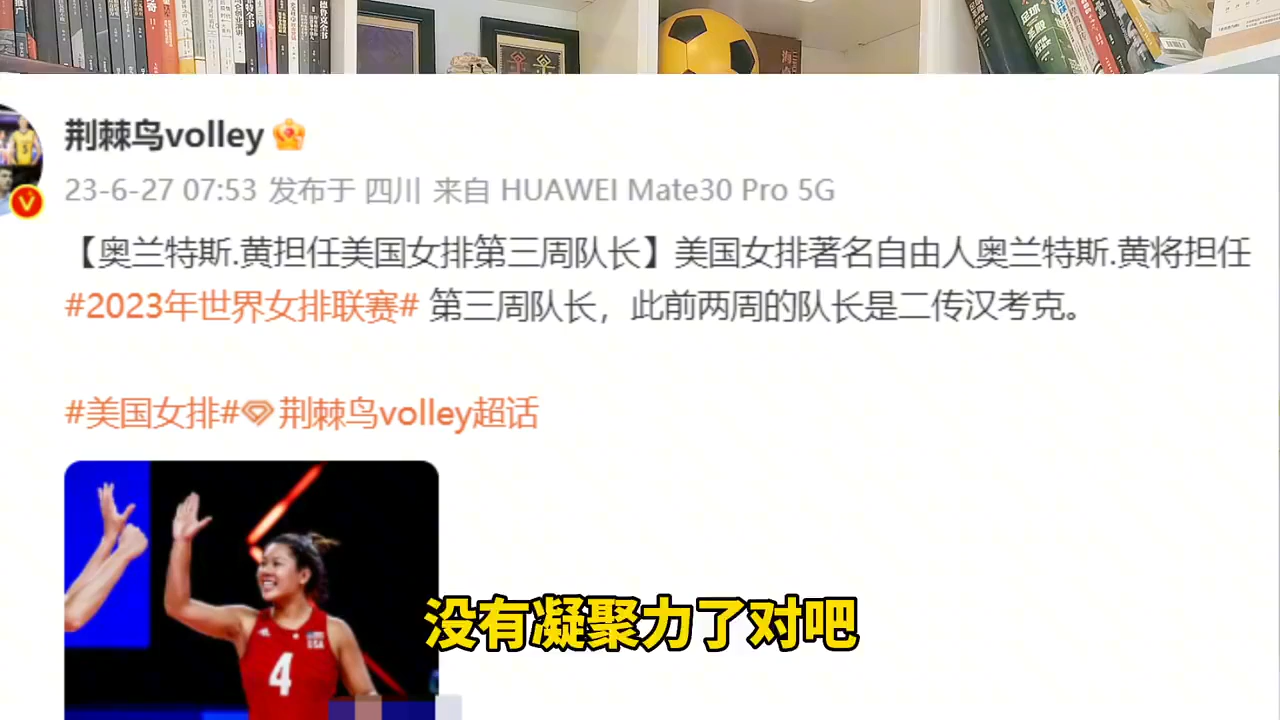 荆棘鸟volley
23-6-27 07:53 发布于 四川 来自 HUAWEI Mate30 Pro 5G
【奥兰特斯.黄担任美国女排第三周队长】美国女排著名自由人奥兰特斯.黄将担任
#2023年世界女排联赛# 第三周队长，此前两周的队长是二传汉考克。
#美国女排# 荆棘鸟volley超话
USA
4
没有凝聚力了对吧